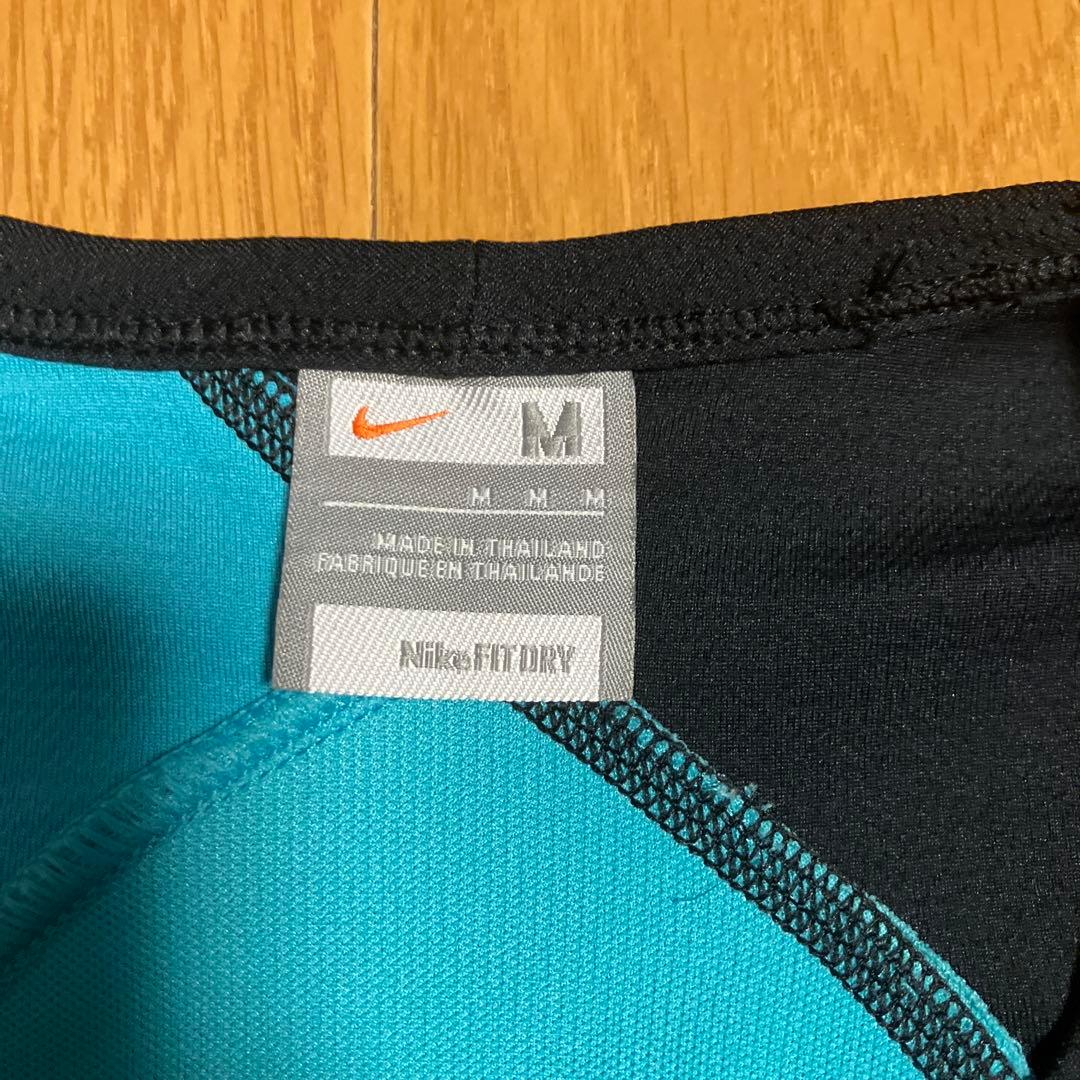 M
M M M
MADE IN THAILAND
FABRIQUE EN THAILANDE
Nike FIT DRY